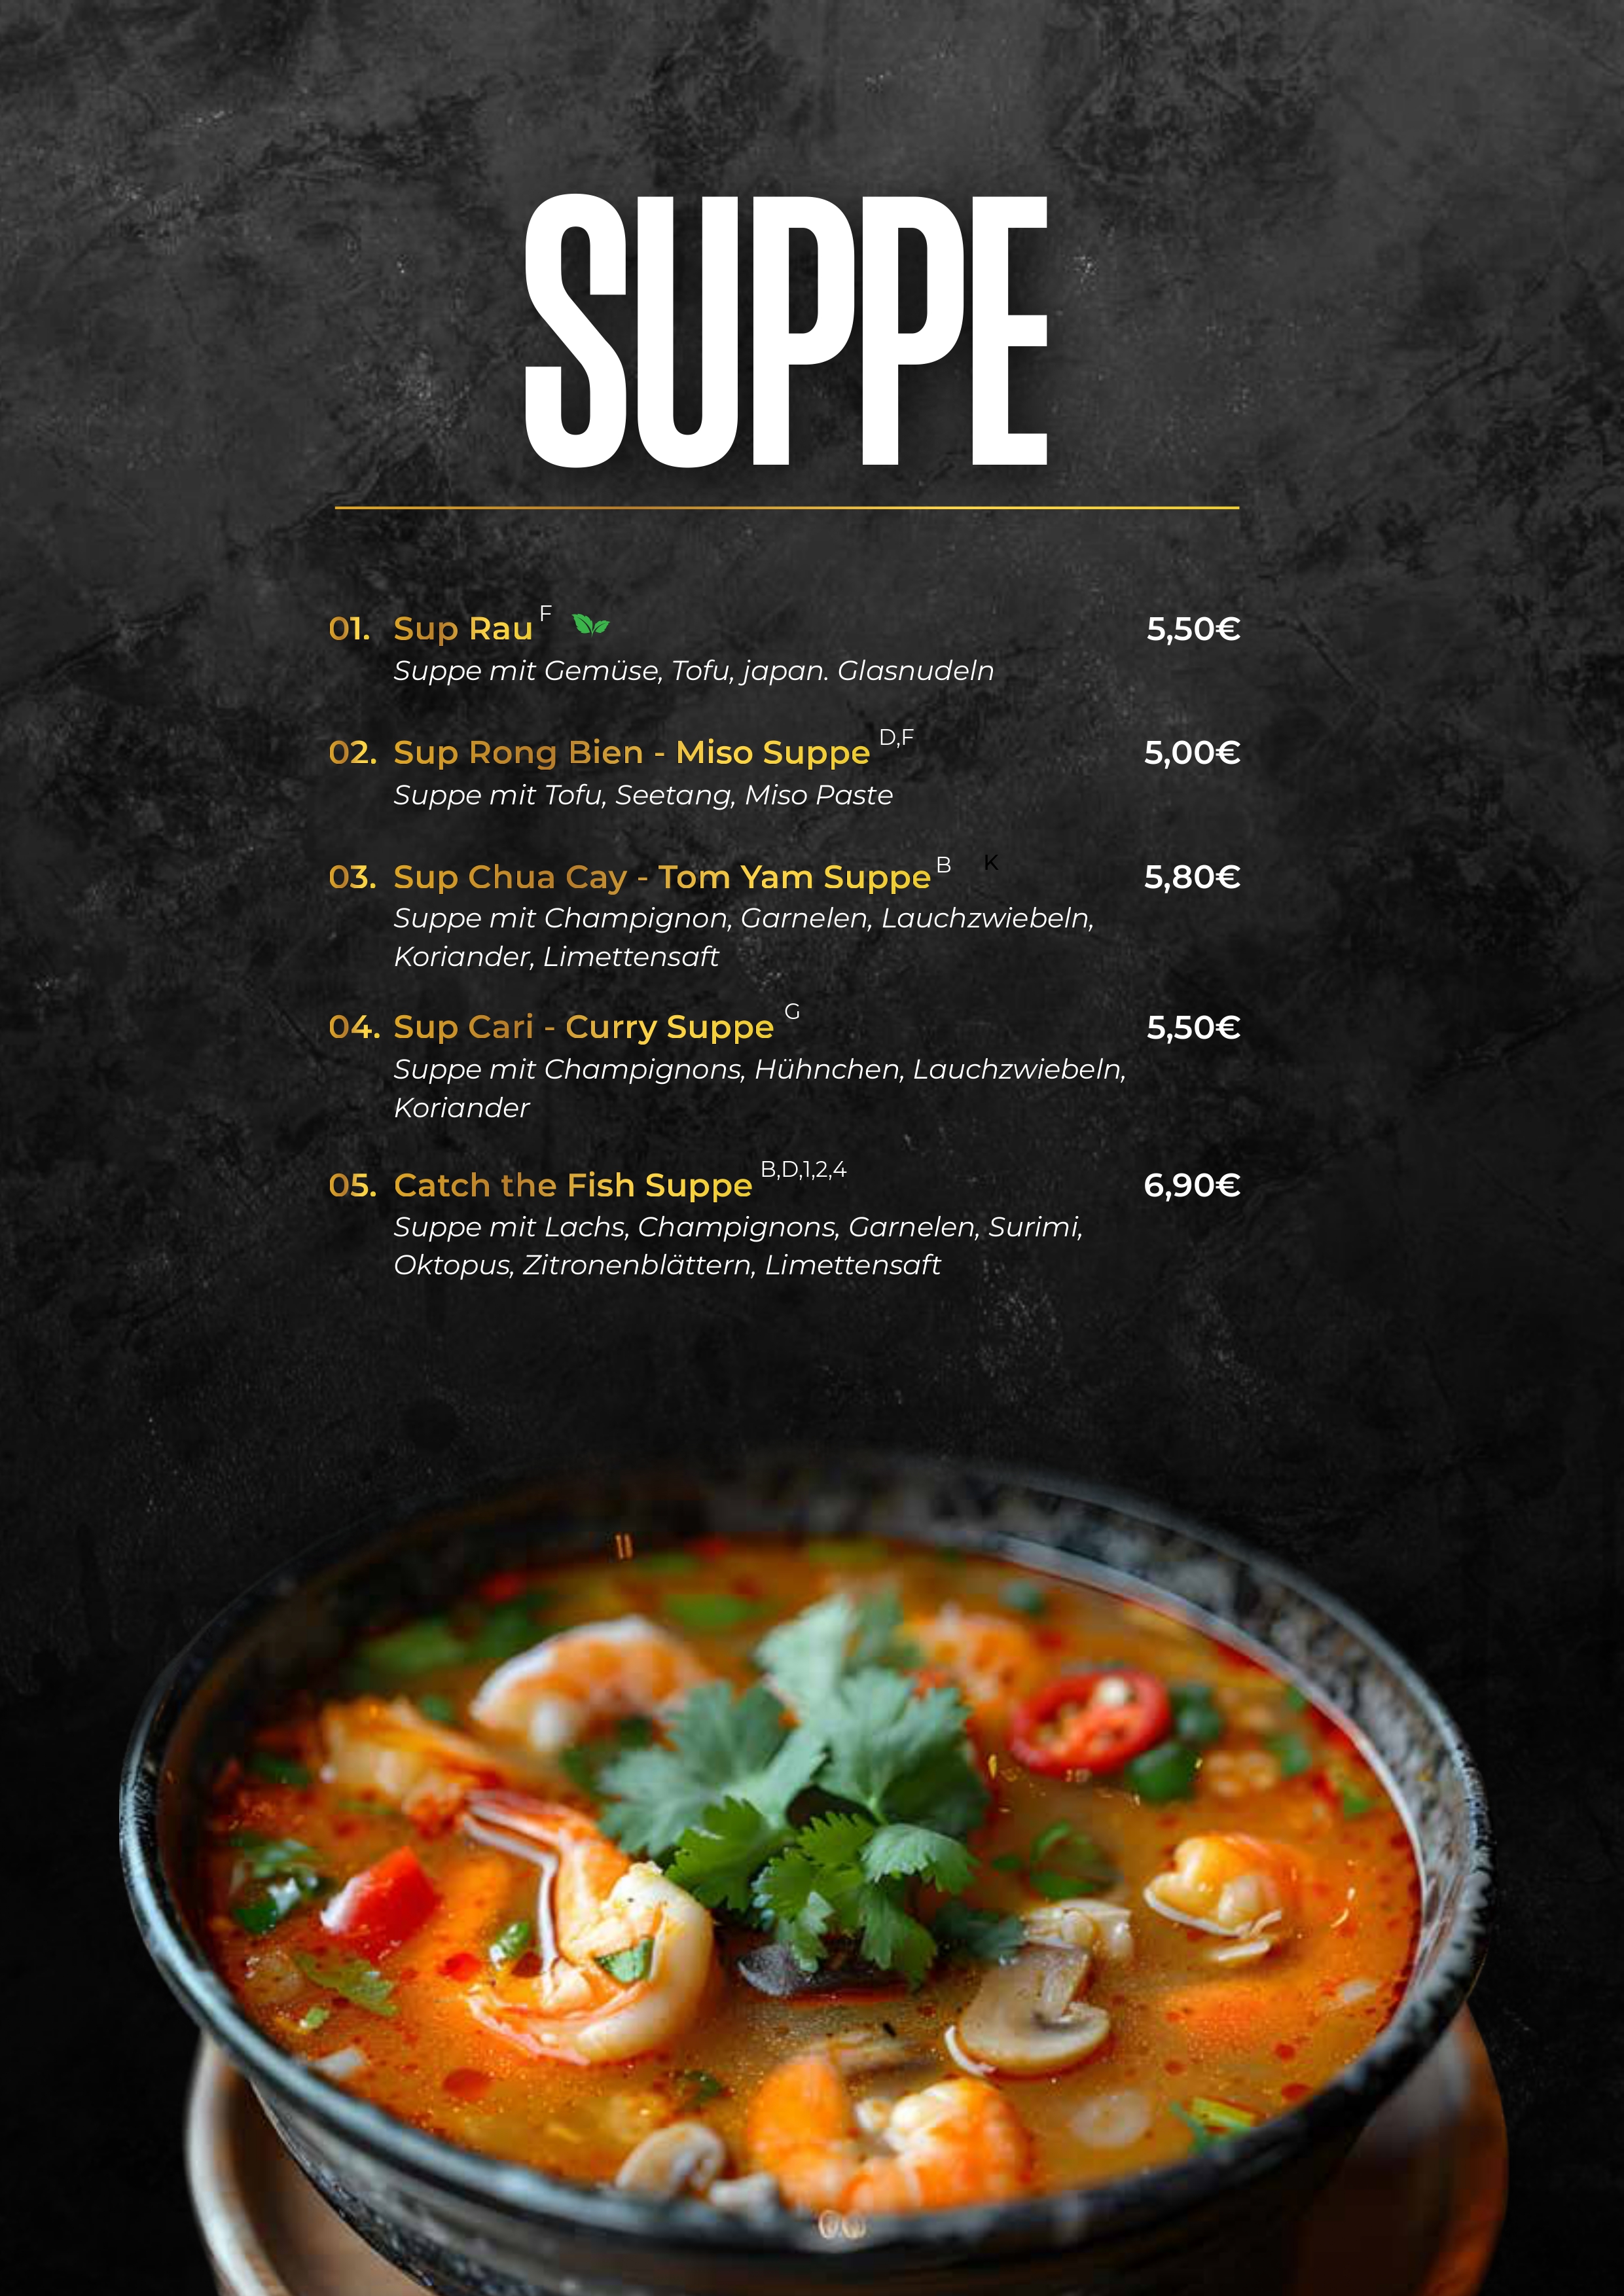 SUPPE
01. Sup Rau F 5,50€
Suppe mit Gemüse, Tofu, japan. Glasnudeln
02. Sup Rong Bien - Miso Suppe D,F 5,00€
Suppe mit Tofu, Seetang, Miso Paste
03. Sup Chua Cay - Tom Yam Suppe B K 5,80€
Suppe mit Champignon, Garnelen, Lauchzwiebeln,
Koriander, Limettensaft
04. Sup Cari - Curry Suppe G 5,50€
Suppe mit Champignons, Hühnchen, Lauchzwiebeln,
Koriander
05. Catch the Fish Suppe B,D,1,2,4 6,90€
Suppe mit Lachs, Champignons, Garnelen, Surimi,
Oktopus, Zitronenblättern, Limettensaft